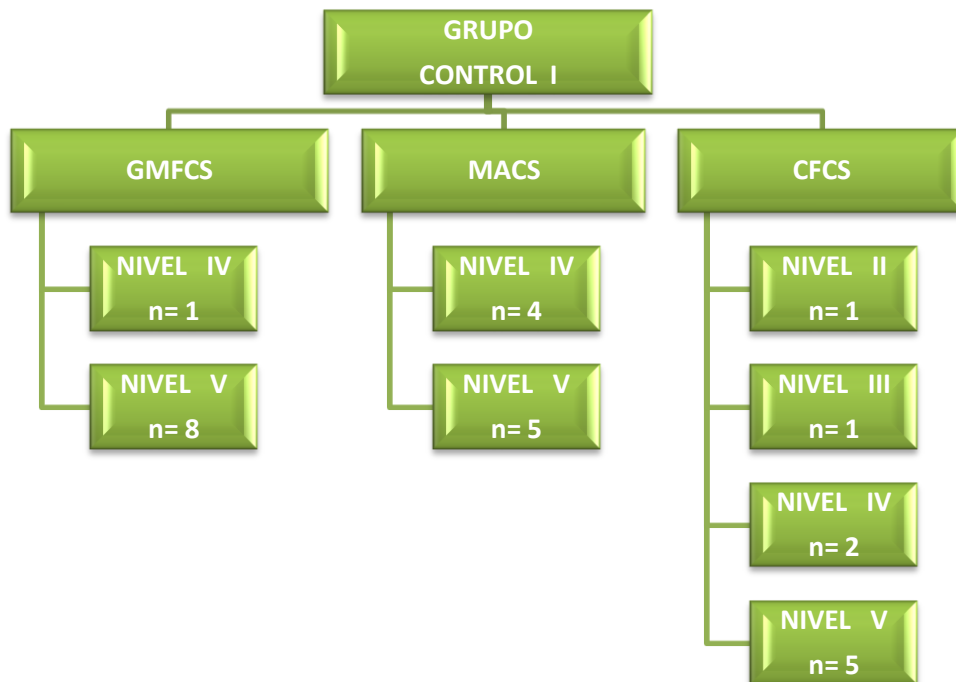 GRUPO
CONTROL I
GMFCS
NIVEL IV
n= 1
NIVEL V
n= 8
MACS
NIVEL IV
n= 4
NIVEL V
n= 5
CFCS
NIVEL II
n= 1
NIVEL III
n= 1
NIVEL IV
n= 2
NIVEL V
n= 5